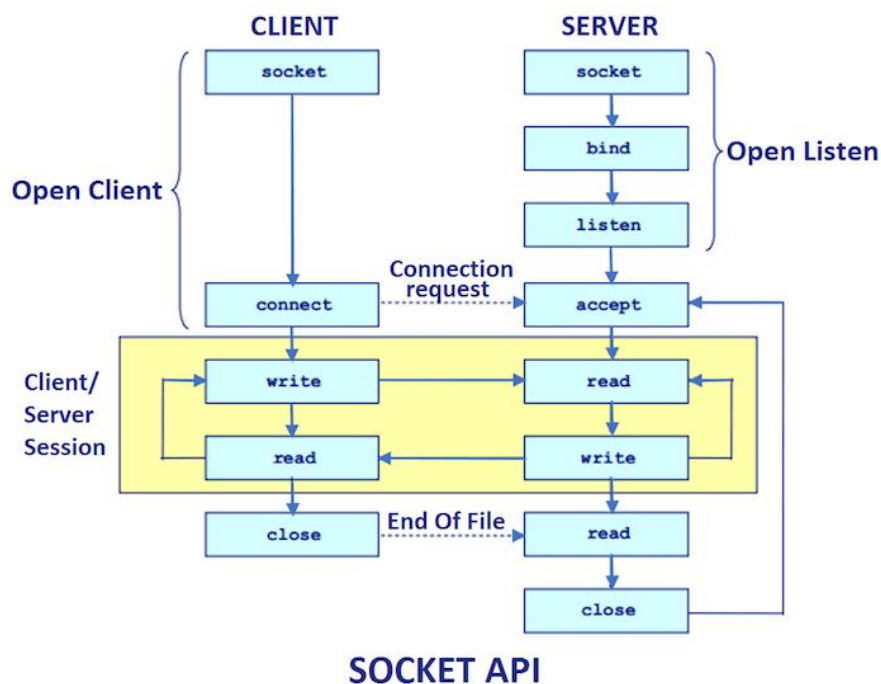 CLIENT
SERVER
socket
socket
bind
Open Client
Open Listen
listen
Connection
request
connect
accept
Client/
Server
Session
write
read
read
write
End Of File
close
read
close
SOCKET API